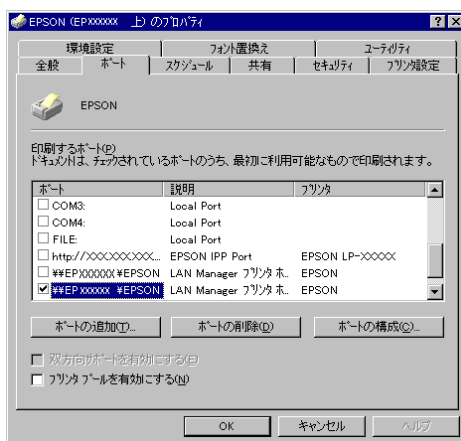 EPSON (EPXXXXXX 上) のプロパティ
環境設定 フォント置換え ユーティリティ
全般 ポート スケジュール 共有 セキュリティ プリンタ設定
EPSON
印刷するポート(P)
ドキュメントは、チェックされているポートのうち、最初に利用可能なもので印刷されます。
ポート 説明 プリンタ
COM3: Local Port
COM4: Local Port
FILE: Local Port
http://XXX.XXX.XXX... EPSON IPP Port EPSON LP-XXXXX
¥¥EPXXXXXX¥EPSON LAN Manager プリンタ ホ... EPSON
¥¥EPXXXXXX ¥EPSON LAN Manager プリンタ ホ... EPSON
ポートの追加(T)... ポートの削除(D) ポートの構成(C)...
双方向サポートを有効にする(E)
プリンタ プールを有効にする(N)
OK キャンセル ヘルプ